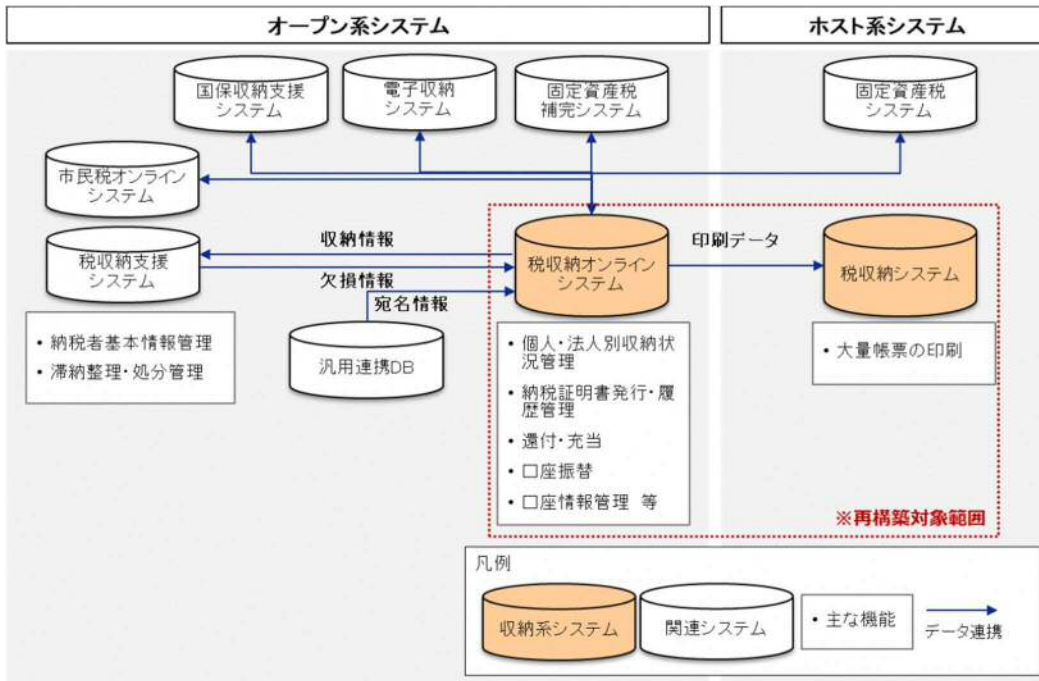 オープン系システム
ホスト系システム
国保収納支援
システム
電子収納
システム
固定資産税
補完システム
固定資産税
システム
市民税オンライン
システム
収納情報
印刷データ
税収納支援
システム
税収納オンライン
システム
税収納システム
欠損情報
宛名情報
汎用連携DB
・納税者基本情報管理
・滞納整理・処分管理
・個人・法人別収納状
況管理
・納税証明書発行・履
歴管理
・還付・充当
・口座振替
・口座情報管理 等
・大量帳票の印刷
※再構築対象範囲
凡例
収納系システム
関連システム
・主な機能
データ連携